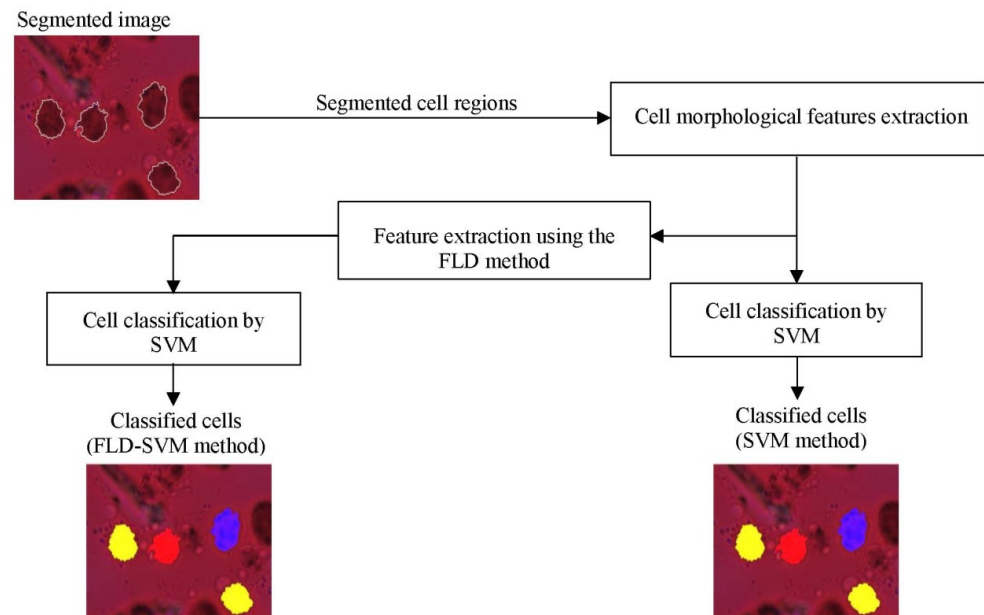 Segmented image
Segmented cell regions
Cell morphological features extraction
Feature extraction using the
FLD method
Cell classification by
SVM
Cell classification by
SVM
Classified cells
(FLD-SVM method)
Classified cells
(SVM method)